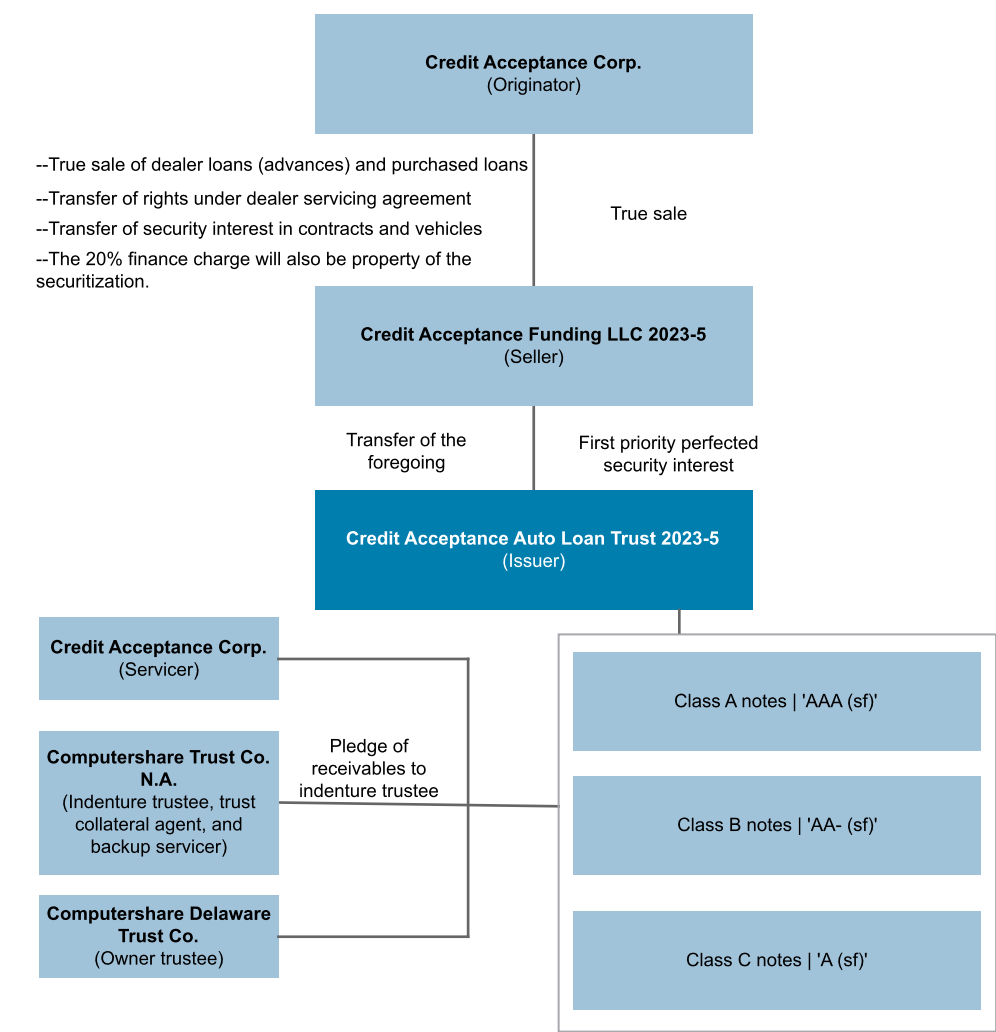 Credit Acceptance Corp.
(Originator)
--True sale of dealer loans (advances) and purchased loans
--Transfer of rights under dealer servicing agreement
--Transfer of security interest in contracts and vehicles
--The 20% finance charge will also be property of the
securitization.
True sale
Credit Acceptance Funding LLC 2023-5
(Seller)
Transfer of the
foregoing
First priority perfected
security interest
Credit Acceptance Auto Loan Trust 2023-5
(Issuer)
Credit Acceptance Corp.
(Servicer)
Computershare Trust Co.
N.A.
(Indenture trustee, trust
collateral agent, and
backup servicer)
Computershare Delaware
Trust Co.
(Owner trustee)
Pledge of
receivables to
indenture trustee
Class A notes | 'AAA (sf)'
Class B notes | 'AA- (sf)'
Class C notes | 'A (sf)'